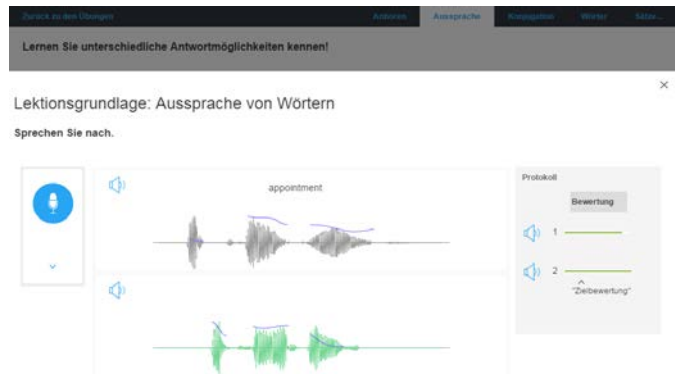 Zurück zu den Übungen
Aktionen Aussprache Konjugation Wörter Sätze...
Lernen Sie unterschiedliche Antwortmöglichkeiten kennen!
Lektionsgrundlage: Aussprache von Wörtern
Sprechen Sie nach.
appointment
Protokoll
Bewertung
1
2
"Zielbewertung"